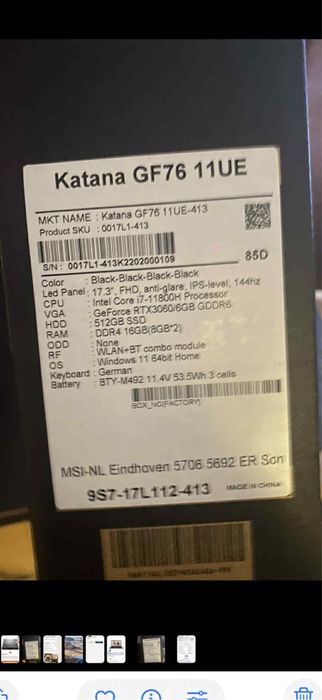 Katana GF76 11UE
MKT NAME : Katana GF76 11UE-413
Product SKU : 0017L1-413
S/N : 0017L1-413K2202000109
85D
Color : Black-Black-Black-Black
Led Panel : 17.3", FHD, anti-glare, IPS-level, 144hz
CPU : Intel Core i7-11800H Processor
VGA : GeForce RTX3060/6GB GDDR6
HDD : 512GB SSD
RAM : DDR4 16GB(8GB*2)
ODD : None
RF : WLAN+BT combo module
OS : Windows 11 64bit Home
Keyboard : German
Battery : BTY-M492 11.4V 53.5Wh 3 cells
BOX_NO(FACTORY)
MSI-NL Eindhoven 5706 5692 ER Son
9S7-17L112-413
MADE IN CHINA
PART NO.